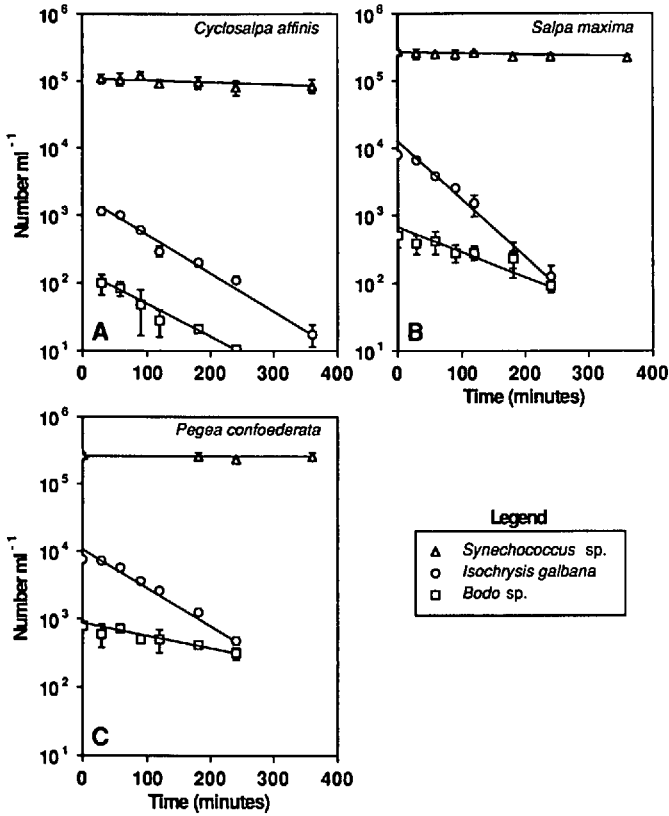 Cyclosalpa affinis
Number ml⁻¹
10⁶
10⁵
10⁴
10³
10²
10¹
0
100
200
300
400
A
Salpa maxima
10⁶
10⁵
10⁴
10³
10²
10¹
0
100
200
300
400
Time (minutes)
B
Pegea confoederata
Number ml⁻¹
10⁶
10⁵
10⁴
10³
10²
10¹
0
100
200
300
400
Time (minutes)
C
Legend
Synechococcus sp.
Isochrysis galbana
Bodo sp.